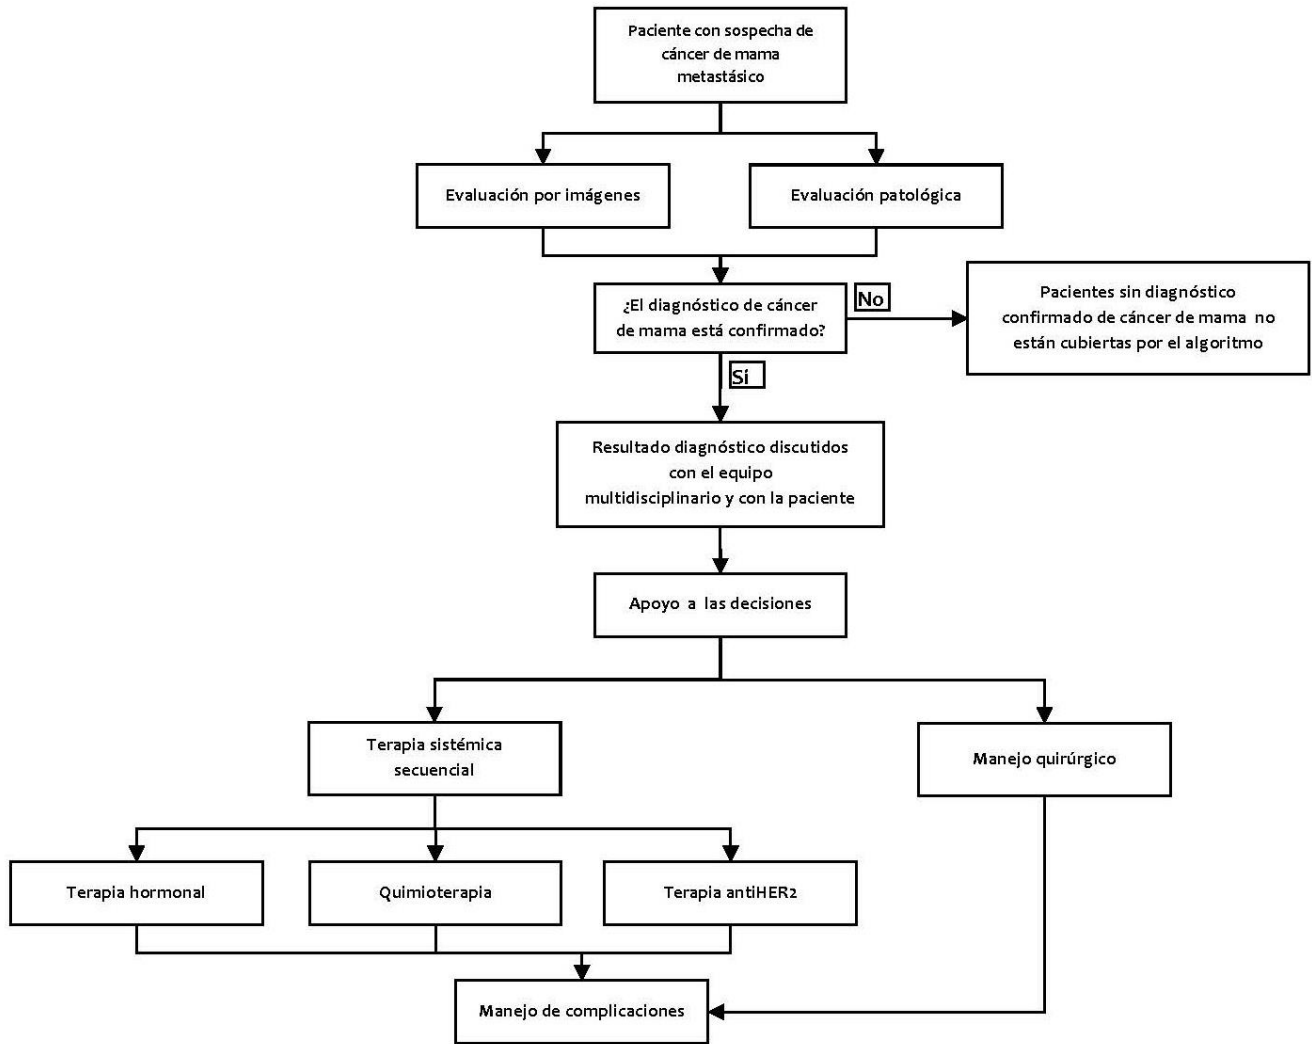 Paciente con sospecha de
cáncer de mama
metastásico
Evaluación por imágenes
Evaluación patológica
¿El diagnóstico de cáncer
de mama está confirmado?
No
Pacientes sin diagnóstico
confirmado de cáncer de mama no
están cubiertas por el algoritmo
Sí
Resultado diagnóstico discutidos
con el equipo
multidisciplinario y con la paciente
Apoyo a las decisiones
Terapia sistémica
secuencial
Manejo quirúrgico
Terapia hormonal
Quimioterapia
Terapia antiHER2
Manejo de complicaciones